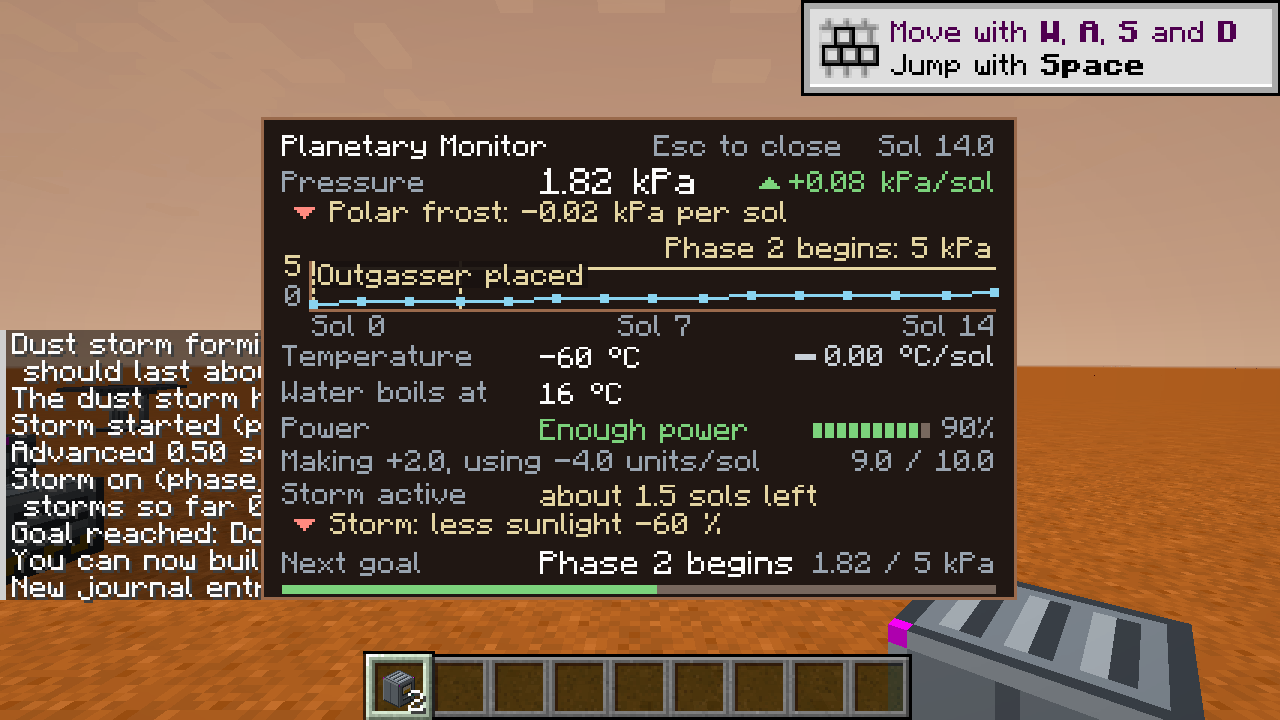 Move with W, A, S and D
Jump with Space
Planetary Monitor Esc to close Sol 14.0
Pressure 1.82 kPa +0.08 kPa/sol
Polar frost: -0.02 kPa per sol
Phase 2 begins: 5 kPa
5
Outgasser placed
0
Sol 0 Sol 7 Sol 14
Temperature -60 ºC 0.00 ºC/sol
Water boils at 16 ºC
Power Enough power 90%
Making +2.0, using -4.0 units/sol 9.0 / 10.0
Storm active about 1.5 sols left
Storm: less sunlight -60 %
Next goal Phase 2 begins 1.82 / 5 kPa
Dust storm formi
should last abou
The dust storm h
Storm started (p
Advanced 0.50 s
Storm on (phase_
storms so far 0
Goal reached: Do
You can now buil
New journal entr
2